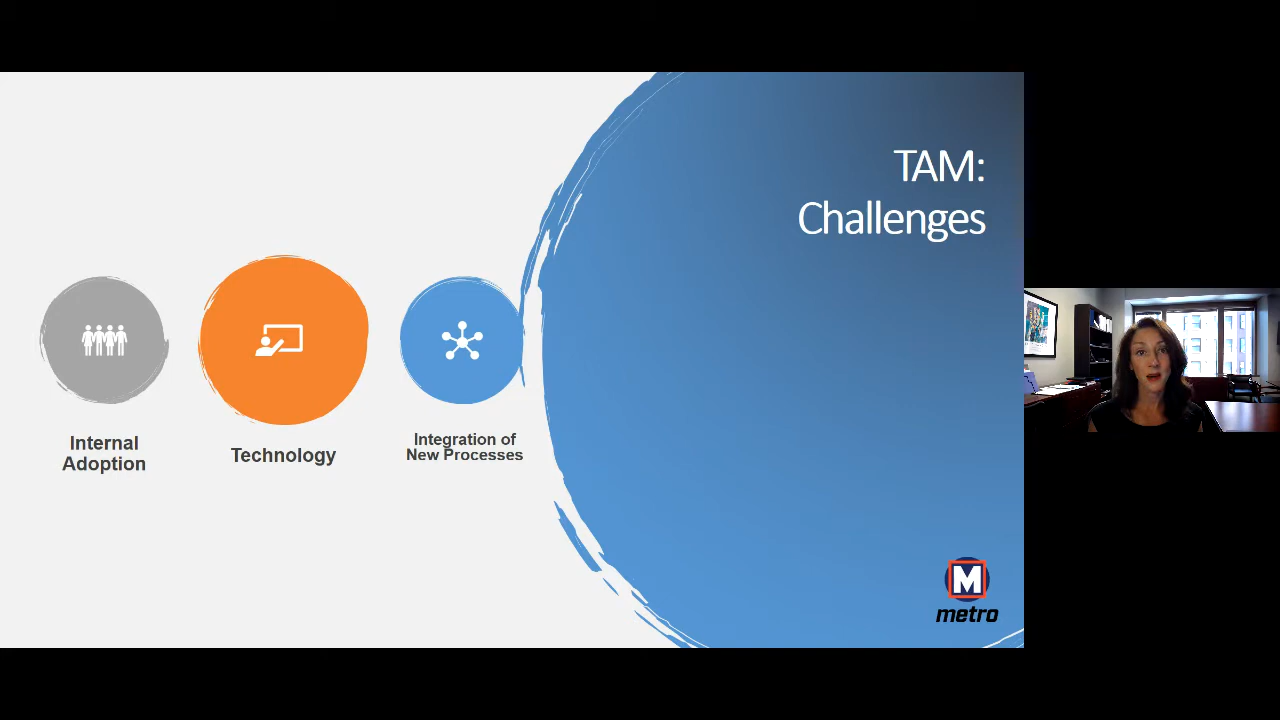 TAM:
Challenges
Internal
Adoption
Technology
Integration of
New Processes
M
metro